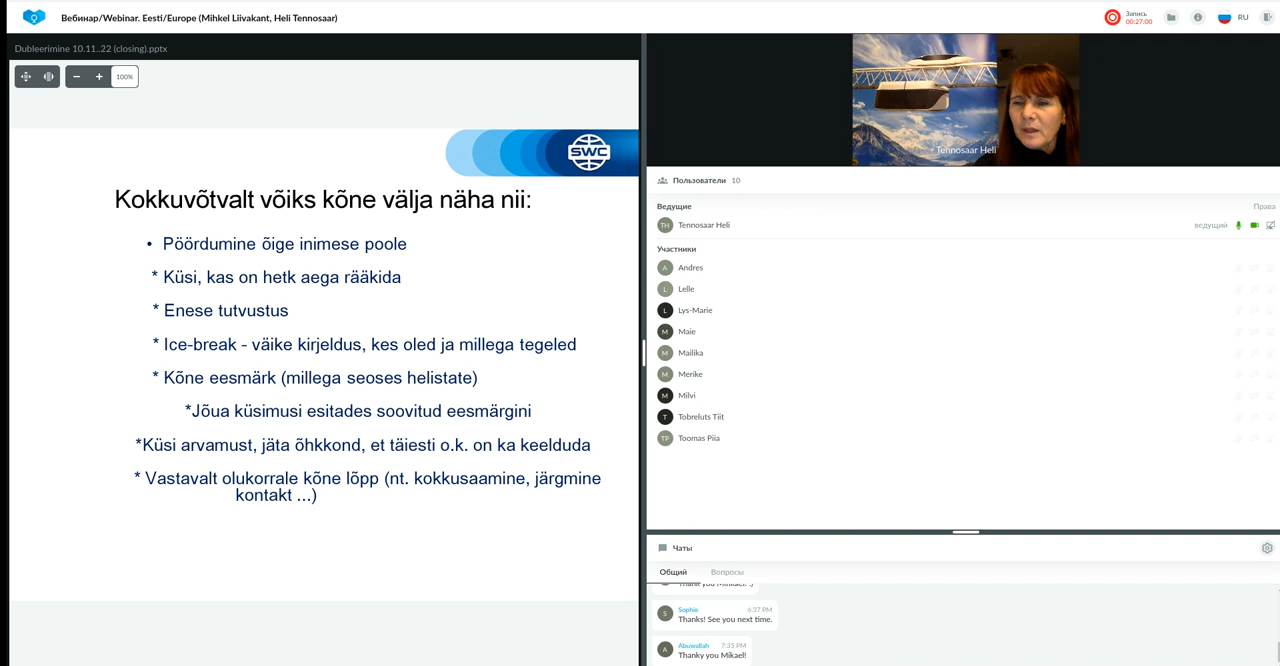 Вебинар/Webinar. Eesti/Europe (Mihkel Liivakant, Heli Tennosaar)
Запись
00:27:00
RU
Dubleerimine 10.11..22 (closing).pptx
100%
SWC
Kokkuvõtvalt võiks kõne välja näha nii:
• Pöördumine õige inimese poole
* Küsi, kas on hetk aega rääkida
* Enese tutvustus
* Ice-break - väike kirjeldus, kes oled ja millega tegeled
* Kõne eesmärk (millega seoses helistate)
*Jõua küsimusi esitades soovitud eesmärgini
*Küsi arvamust, jäta õhkkond, et täiesti o.k. on ka keelduda
* Vastavalt olukorrale kõne lõpp (nt. kokkusaamine, järgmine
kontakt ...)
Tennosaar Heli
Пользователи 10
Ведущие Права
TH Tennosaar Heli ведущий
Участники
A Andres
L Lelle
L Lys-Marie
M Maie
M Mailika
M Merike
M Milvi
T Tobreluts Tiit
TP Toomas Piia
Чаты
Общий Вопросы
Thank you Mihkael! :)
S Sophie 6:37 PM
Thanks! See you next time.
A Abuwallah 7:35 PM
Thanky you Mikael!